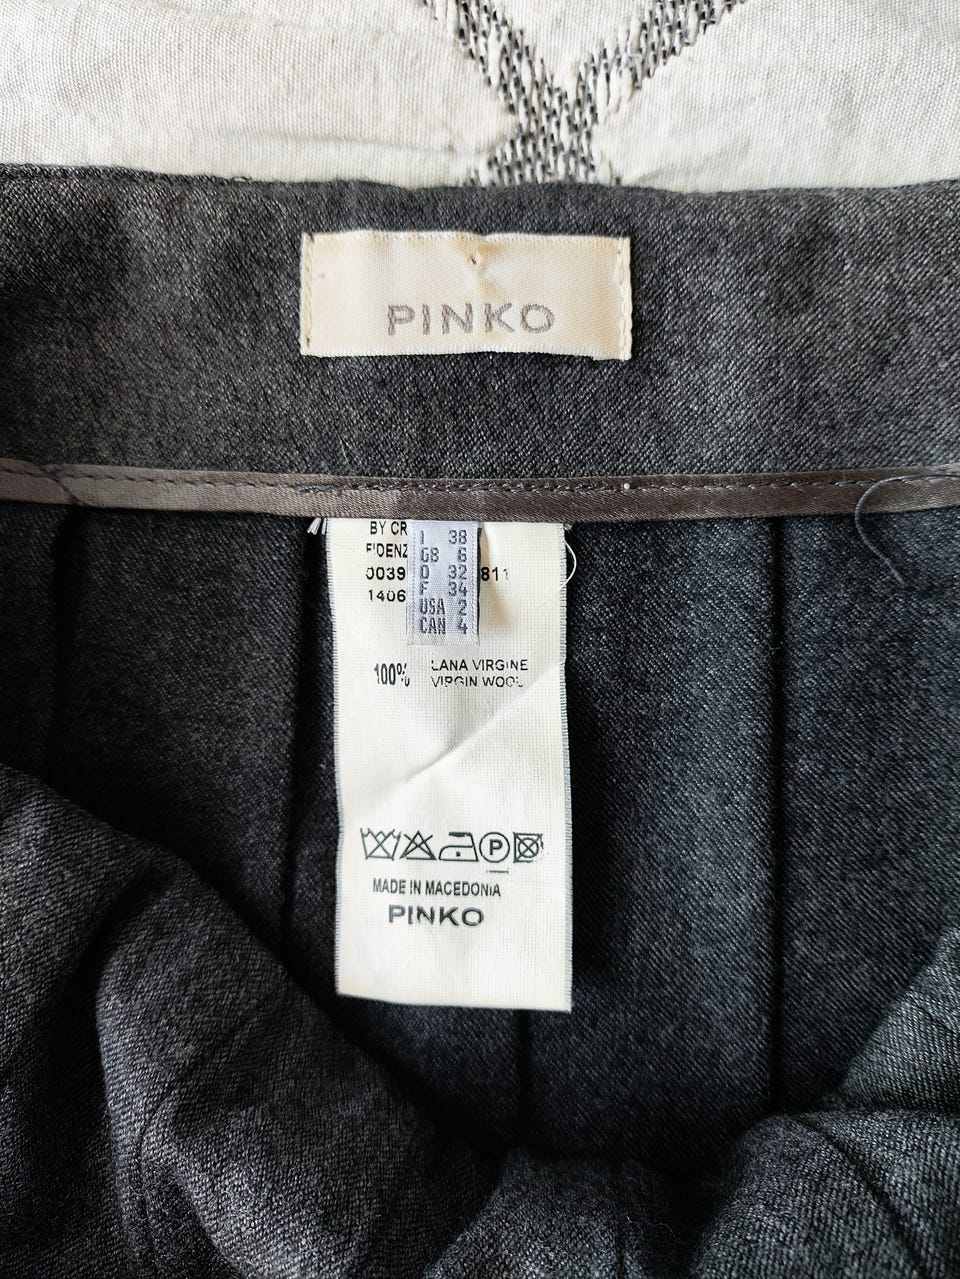 PINKO
BY CR
FIDENZ
0039 811
1406
I 38
GB 6
D 32
F 34
USA 2
CAN 4
100% LANA VIRGINE
VIRGIN WOOL
P
MADE IN MACEDONIA
PINKO